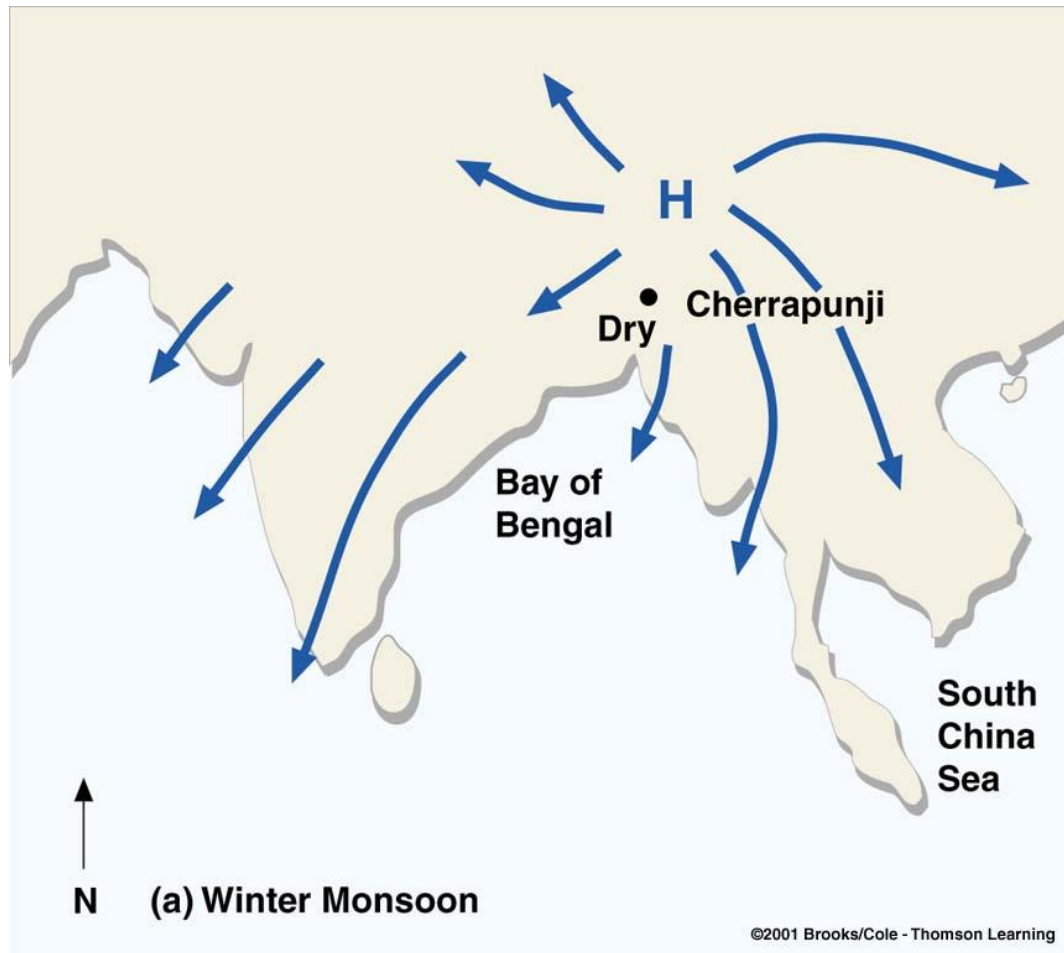 H
Cherrapunji
Dry
Bay of
Bengal
South
China
Sea
N
(a) Winter Monsoon
©2001 Brooks/Cole - Thomson Learning